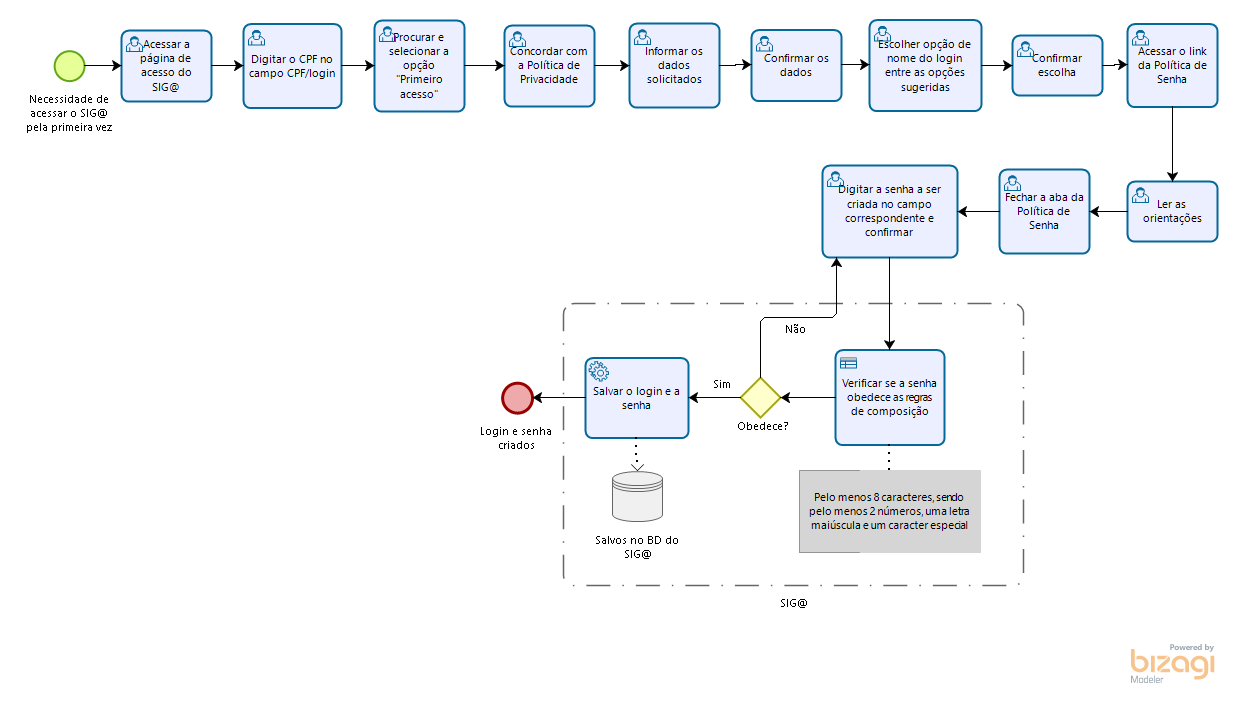 Necessidade de
acessar o SIG@
pela primeira vez
Acessar a
página de
acesso do
SIG@
Digitar o CPF no
campo CPF/login
Procurar e
selecionar a
opção
"Primeiro
acesso"
Concordar com
a Política de
Privacidade
Informar os
dados
solicitados
Confirmar os
dados
Escolher opção de
nome do login
entre as opções
sugeridas
Confirmar
escolha
Acessar o link
da Política de
Senha
Ler as
orientações
Fechar a aba da
Política de
Senha
Digitar a senha a ser
criada no campo
correspondente e
confirmar
Verificar se a senha
obedece as regras
de composição
Pelo menos 8 caracteres, sendo
pelo menos 2 números, uma letra
maiúscula e um caracter especial
Obedece?
Não
Sim
Salvar o login e a
senha
Salvos no BD do
SIG@
Login e senha
criados
SIG@
Powered by
bizagi
Modeler